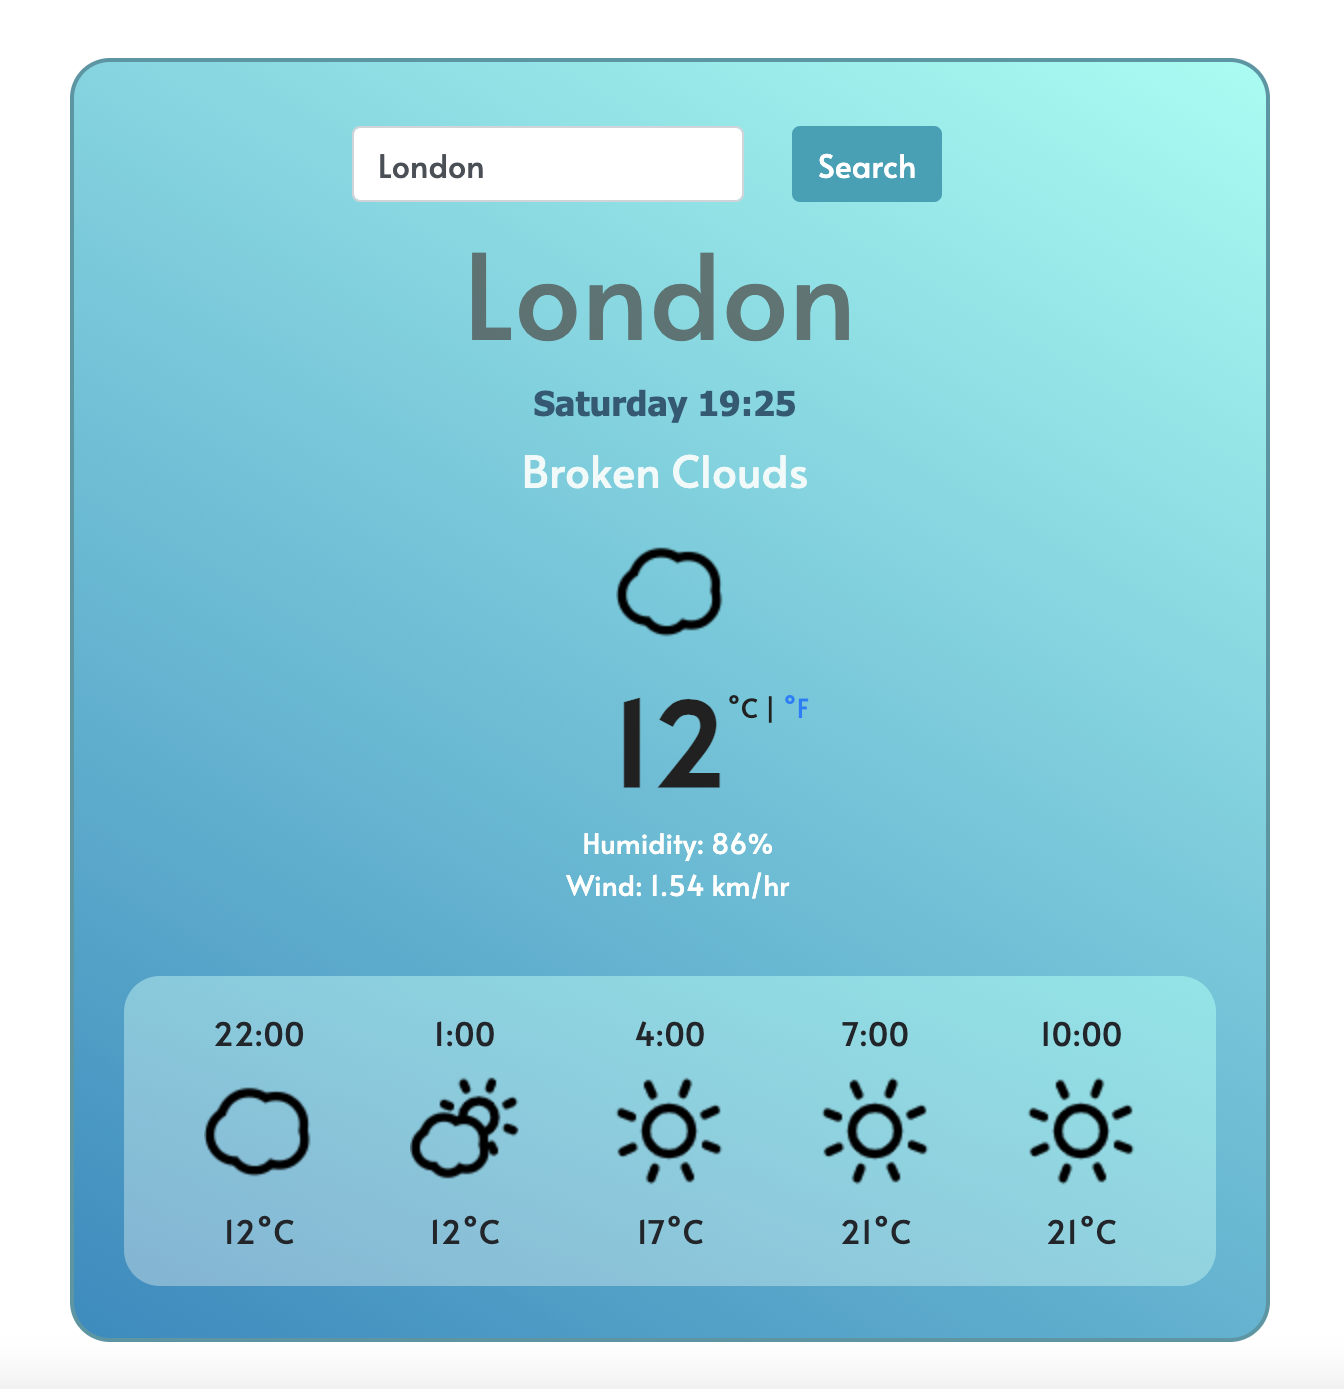 London Search
London
Saturday 19:25
Broken Clouds
12 °C | °F
Humidity: 86%
Wind: 1.54 km/hr
22:00 1:00 4:00 7:00 10:00
12°C 12°C 17°C 21°C 21°C